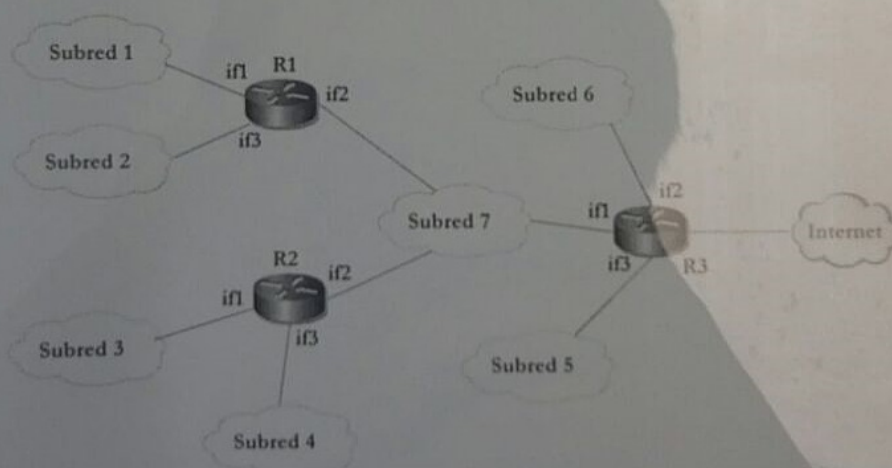 Subred 1
if1
R1
if2
if3
Subred 2
Subred 6
if2
Subred 7
if1
if3
R3
Internet
R2
if1
if2
if3
Subred 3
Subred 5
Subred 4